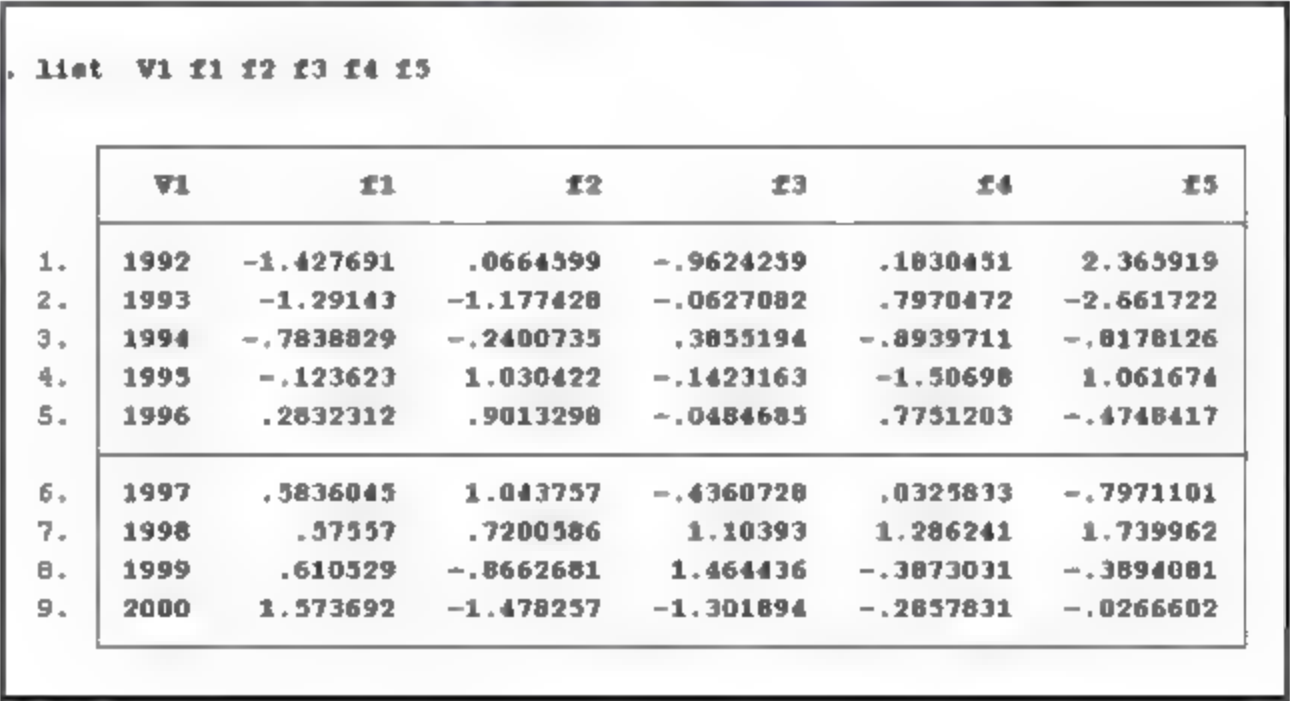 . list V1 f1 f2 f3 f4 f5
V1 f1 f2 f3 f4 f5
1. 1992 -1.427691 .0664599 -.9624259 .1830451 2.365919
2. 1993 -1.29143 -1.177428 -.0627082 .7970472 -2.661722
3. 1994 -.7838829 -.2400735 .3855194 -.8939711 -.8178126
4. 1995 -.123623 1.030422 -.1423163 -1.50698 1.061674
5. 1996 .2832312 .9013298 -.0484685 .7751203 -.4748417
6. 1997 .5836045 1.043757 -.4360728 .0325833 -.7971101
7. 1998 .57557 .7200586 1.10393 1.286241 1.739962
8. 1999 .610529 -.8662681 1.464436 -.3873031 -.3894081
9. 2000 1.573692 -1.478257 -1.301894 -.2857831 -.0266602